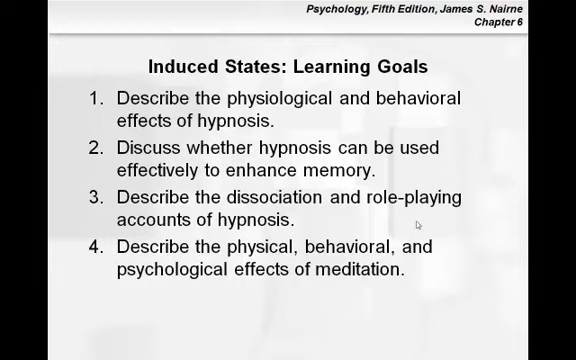 Psychology, Fifth Edition, James S. Nairne
Chapter 6
Induced States: Learning Goals
1. Describe the physiological and behavioral
effects of hypnosis.
2. Discuss whether hypnosis can be used
effectively to enhance memory.
3. Describe the dissociation and role-playing
accounts of hypnosis.
4. Describe the physical, behavioral, and
psychological effects of meditation.